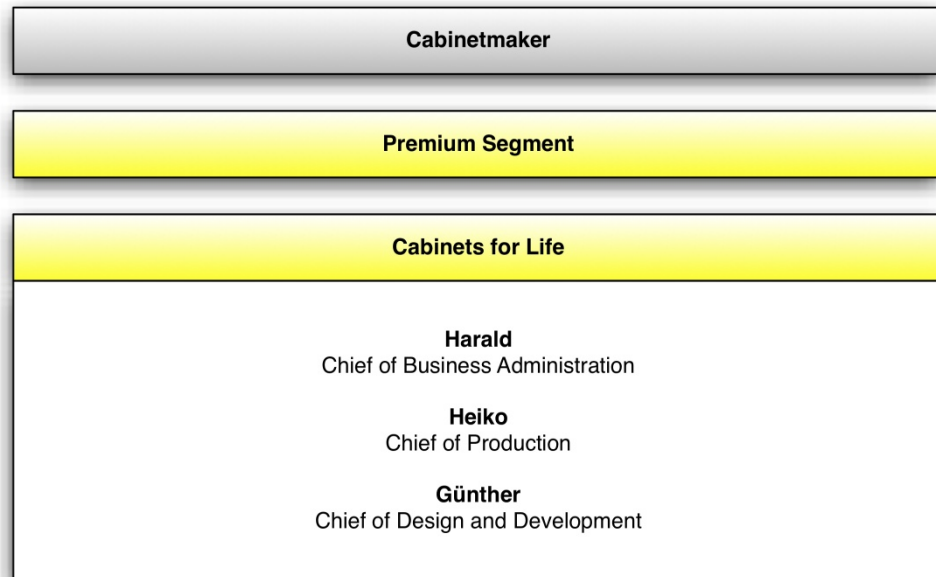 Cabinetmaker
Premium Segment
Cabinets for Life
Harald
Chief of Business Administration
Heiko
Chief of Production
Günther
Chief of Design and Development